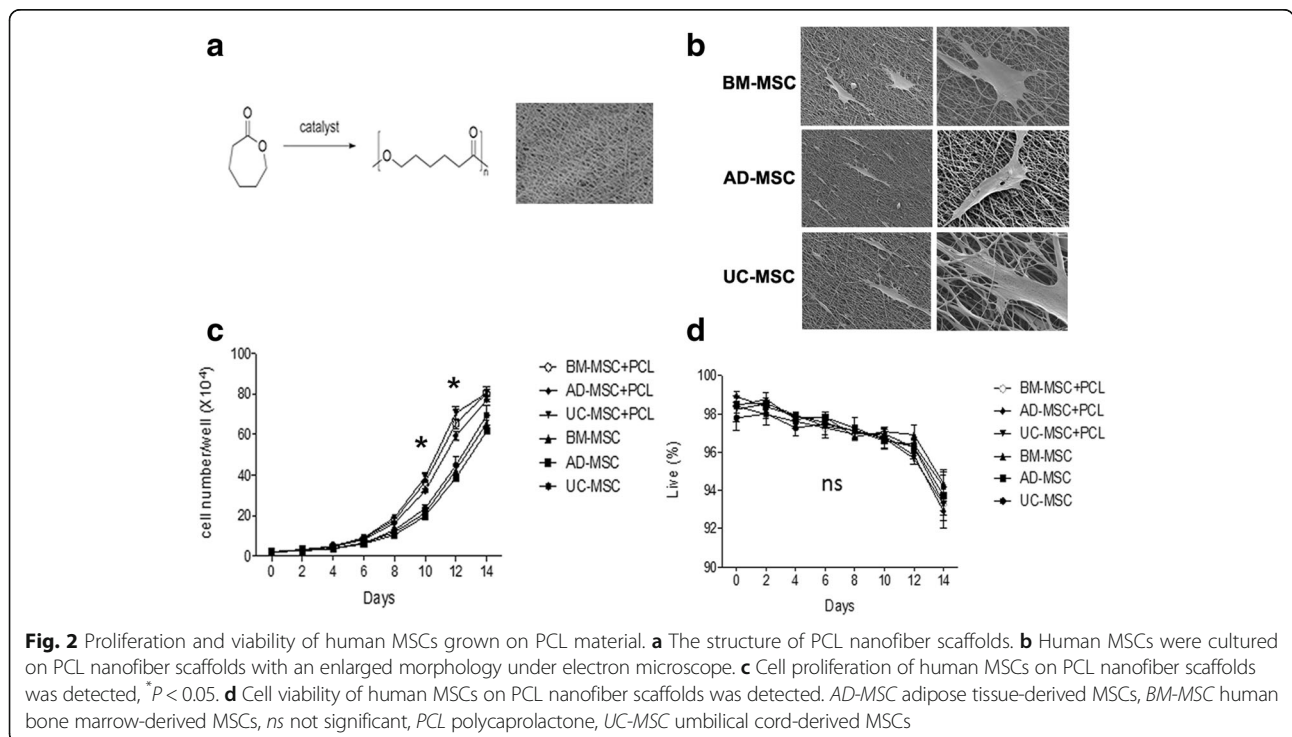 a
O
O
catalyst
O
O
n
b
BM-MSC
AD-MSC
UC-MSC
c
cell number/well (X10⁻⁴)
100
80
60
40
20
0
*
*
0 2 4 6 8 10 12 14
Days
BM-MSC+PCL
AD-MSC+PCL
UC-MSC+PCL
BM-MSC
AD-MSC
UC-MSC
d
Live (%)
100
98
96
94
92
90
ns
0 2 4 6 8 10 12 14
Days
BM-MSC+PCL
AD-MSC+PCL
UC-MSC+PCL
BM-MSC
AD-MSC
UC-MSC
Fig. 2 Proliferation and viability of human MSCs grown on PCL material. a The structure of PCL nanofiber scaffolds. b Human MSCs were cultured
on PCL nanofiber scaffolds with an enlarged morphology under electron microscope. c Cell proliferation of human MSCs on PCL nanofiber scaffolds
was detected, *P < 0.05. d Cell viability of human MSCs on PCL nanofiber scaffolds was detected. AD-MSC adipose tissue-derived MSCs, BM-MSC human
bone marrow-derived MSCs, ns not significant, PCL polycaprolactone, UC-MSC umbilical cord-derived MSCs